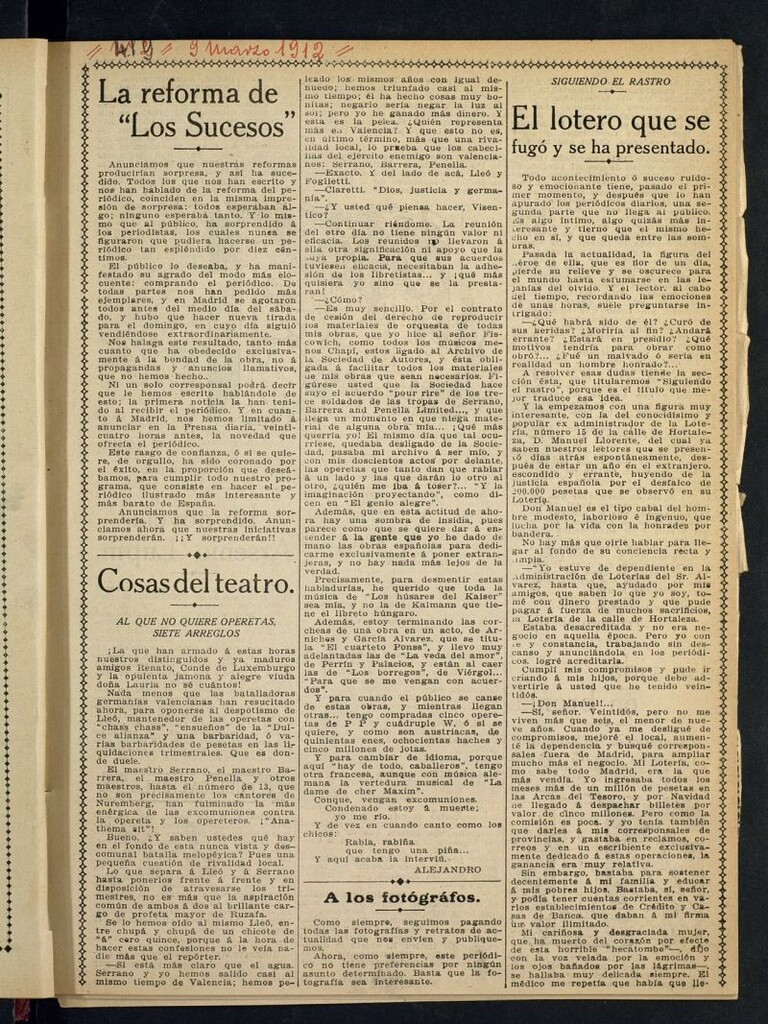 " 419 " 9 Marzo 1912 "
La reforma de
"Los Sucesos"
Anunciamos que nuestras reformas
producirían sorpresa, y así ha suce-
dido. Todos los que nos han escrito y
nos han hablado de la reforma del pe-
riódico, coinciden en la misma impre-
sión de sorpresa: todos esperaban al-
go; ninguno esperaba tanto. Y lo mis-
mo que al público, ha sorprendido á
los periodistas, los cuales nunca se
figuraron que pudiera hacerse un pe-
riódico tan espléndido por diez cén-
timos.
El público lo deseaba, y ha mani-
festado su agrado del modo más elo-
cuente: comprando el periódico. De
todas partes nos han pedido más
ejemplares, y en Madrid se agotaron
todos antes del medio día del sába-
do, y hubo que hacer nueva tirada
para el domingo, en cuyo día siguió
vendiéndose extraordinariamente.
Nos halaga este resultado, tanto más
cuanto que ha obedecido exclusiva-
mente á la bondad de la obra, no á
propagandas y anuncios llamativos,
que no hemos hecho..
Ni un solo corresponsal podrá decir
que le hemos escrito hablándole de
esto; la primera noticia la han teni-
do al recibir el periódico. Y en cuan-
to á Madrid, nos hemos limitado á
anunciar en la Prensa diaria, veinti-
cuatro horas antes, la novedad que
ofrecía el periódico.
Este rasgo de confianza, ó si se quie-
re, de orgullo, ha sido coronado por
el éxito, en la proporción que deseá-
bamos, para cumplir todo nuestro pro-
grama, que consiste en hacer el pe-
riódico ilustrado más interesante y
más barato de España.
Anunciamos que la reforma sor-
prendería. Y ha sorprendido. Anun-
ciamos ahora que nuestras iniciativas
sorprenderán. ¡¡Y sorprenderán!!
Cosas del teatro.
AL QUE NO QUIERE OPERETAS,
SIETE ARREGLOS
¡La que han armado á estas horas
nuestros distinguidos y ya maduros
amigos Renato, Conde de Luxemburgo
y la opulenta jamona y alegre viuda
doña Lauria no sé cuántos!
Nada menos que las batalladoras
germanías valencianas han resucitado
ahora, para oponerse al despotismo de
Lleó, mantenedor de las operetas con
"chass chass", "ensueños" de la "Dul-
ce alianza" y una barbaridad, ó va-
rias barbaridades de pesetas en las li-
quidaciones trimestrales. Que es don-
de duele.
El maestro Serrano, el maestro Ba-
rrera, el maestro Penella y otros
maestros, hasta el número de 13, que
no son precisamente los cantores de
Nuremberg, han fulminado la más
enérgica de las excomuniones contra
la opereta y los opereteros. ¡"Ana-
thema sit"!
Bueno. ¿Y saben ustedes qué hay
en el fondo de esta nunca vista y des-
comunal batalla melopéyica? Pues una
pequeña cuestión de rivalidad local.
Lo que separa á Lleó y á Serrano
hasta ponerlos frente á frente y en
disposición de atravesarse los tri-
mestres, no es más que la aspiración
común de ambos á dos al brillante car-
go de profeta mayor de Ruzafa.
Se lo hemos oído al mismo Lleó, en-
tre chupá y chupá de un chicote de
"á" cero quince, porque á la hora de
hacer estas confesiones no le veía na-
die más que el repórter.
—Si está más claro que el agua.
Serrano y yo hemos salido casi al
mismo tiempo de Valencia; hemos pe-
leado los mismos años con igual de-
nuedo; hemos triunfado casi al mis-
mo tiempo; él ha hecho cosas muy bo-
nitas; negarlo sería negar la luz al
sol; pero yo he ganado más dinero. Y
esta es la pelea. ¿Quién representa
más en Valencia? Y que esto no es,
en último término, más que una riva-
lidad local, lo prueba que los cabeci-
llas del ejército enemigo son valencia-
nos: Serrano, Barrera, Penella.
—Exacto. Y del lado de acá, Lleó y
Foglietti.
—Claretti. "Dios, justicia y germa-
nía".
—¿Y usted qué piensa hacer, Visen-
tico?
—Continuar riéndome. La reunión
del otro día no tiene ningún valor ni
eficacia. Los reunidos no llevaron á
ella otra significación ni apoyo que la
suya propia. Para que sus acuerdos
tuviesen eficacia, necesitaban la adhe-
sión de los libretistas... y ¡qué más
quisiera yo sino que se la presta-
ran!
—¿Cómo?
—Es muy sencillo. Por el contrato
de cesión del derecho de reproducir
los materiales de orquesta de todas
mis obras, que yo hice al señor Fis-
cowich, como todos los músicos me-
nos Chapí, estos ligado al Archivo de
la Sociedad de Autores, y ésta obli-
gada á facilitar todos los materiales
de mis obras que sean necesarios. Fi-
gúrese usted que la Sociedad hace
suyo el acuerdo "pour rire" de los tre-
ce soldados de las tropas de Serrano,
Barrera and Penella Limited..., y que
llega un momento en que niega mate-
rial de alguna obra mía... ¡Qué más
querría yo! El mismo día que tal ocu-
rriese, quedaba desligado de la Socie-
dad, pasaba mi archivo á ser mío, y
con mis doscientos actos por delante,
las operetas que tanto dan que rabiar
á un lado y las que darán lo otro al
otro, ¿quién me iba á toser?... "Y la
imaginación proyectando", como di-
cen en "El genio alegre".
Además, que en esta actitud de aho-
ra hay una sombra de insidia, pues
parece como que se quiere dar á en-
tender á la gente que yo he dado de
mano las obras españolas para dedi-
carme exclusivamente á poner extran-
jeras, y no hay nada más lejos de la
verdad.
Precisamente, para desmentir estas
habladurías, he querido que toda la
música de "Los húsares del Kaiser"
sea mía, y no la de Kalmann que tie-
ne el libreto húngaro.
Además, estoy terminando las cor-
cheas de una obra en un acto, de Ar-
niches y García Alvarez, que se titu-
la "El cuarteto Ponss", y llevo muy
adelantadas las de "La veda del amor",
de Perrín y Palacios, y están al caer
las de "Los borregos", de Viérgol...
"Para que se me vengan con acuer-
dos".
Y para cuando el público se canse
de estas obras, y mientras llegan
otras... tengo compradas cinco opere-
tas de P P y cuádruple W, ó si se
quiere, y como son austriacas, de
quinientas enes, ochocientas haches y
cinco millones de jotas.
Y para cambiar de idioma, porque
aquí "hay de todo, caballeros", tengo
otra francesa, aunque con música ale-
mana la vertedura musical de "La
dame de cher Maxim".
Conque, vengan excomuniones.
Condenado estoy á muerte;
yo me río.
Y de vez en cuando canto como los
chicos:
Rabia, rabiña
que tengo una piña...
Y aquí acaba la interviú.
ALEJANDRO
A los fotógráfos.
Como siempre, seguimos pagando
todas las fotografías y retratos de ac-
tualidad que nos envíen y publique-
mos.
Ahora, como siempre, este periódi-
co no tiene preferencias por ningún
asunto determinado. Basta que la fo-
tografía sea interesante.
SIGUIENDO EL RASTRO
El lotero que se
fugó y se ha presentado.
Todo acontecimiento ó suceso ruido-
so y emocionante tiene, pasado el pri-
mer momento, y después que lo han
apurado los periódicos diarios, una se-
gunda parte que no llega al público.
Es algo íntimo, algo quizás más in-
teresante y tierno que el mismo he-
cho en sí, y que queda entre las som-
bras.
Pasada la actualidad, la figura del
héroe de ella, que es flor de un día,
pierde su relieve y se oscurece para
el mundo hasta esfumarse en las le-
janías del olvido. Y el lector, al cabo
del tiempo, recordando las emociones
de unas horas, suele preguntarse in-
trigado:
—¿Qué habrá sido de él? ¿Curó de
sus heridas? ¿Moriría al fin? ¿Andará
errante? ¿Estará en presidio? ¿Qué
motivos tendría para obrar como
obró?... ¿Fué un malvado ó sería en
realidad un hombre honrado?...
A resolver esas dudas tiende la sec-
ción ésta, que titularemos "Siguiendo
el rastro", porque es el título que me-
jor traduce esa idea.
Y la empezamos con una figura muy
interesante, con la del conocidísimo y
popular ex administrador de la Lote-
ría, número 15 de la calle de Hortale-
za, D. Manuel Llorente, del cual ya
saben nuestros lectores que se presen-
tó días atrás espontáneamente, des-
pués de estar un año en el extranjero,
escondido y errante, huyendo de la
justicia española por el desfalco de
200.000 pesetas que se observó en su
Lotería.
Don Manuel es el tipo cabal del hom-
bre modesto, laborioso é ingenuo, que
lucha por la vida con la honradez por
bandera.
No hay más que oirle hablar para lle-
gar al fondo de su conciencia recta y
limpia.
—"Yo estuve de dependiente en la
Administración de Loterías del Sr. Al-
varez, hasta que, ayudado por mis
amigos, que saben lo que yo soy, to-
mé con dinero prestado y que pude
pagar á fuerza de muchos sacrificios,
la Lotería de la calle de Hortaleza.
Estaba desacreditada y no era ne-
gocio en aquella época. Pero yo con
fe y constancia, trabajando sin des-
canso y anunciándola en los periódi-
cos, logré acreditarla.
Cumplí mis compromisos y pude ir
criando á mis hijos, porque debo ad-
vertirle á usted que he tenido vein-
tidós.
—¡Don Manuel!...
—Sí, señor. Veintidós, pero no me
viven más que seis, el menor de nue-
ve años. Cuando ya me desligué de
compromisos, mejoré el local, aumen-
té la dependencia y busqué correspon-
sales fuera de Madrid, para ampliar
mucho más el negocio. Mi Lotería, co-
mo sabe todo Madrid, era la que
más vendía. Yo ingresaba todos los
meses más de un millón de pesetas en
las Arcas del Tesoro, y por Navidad
he llegado á despachar billetes por
valor de cinco millones. Pero como la
comisión es poca, y yo tenía también
que darles á mis corresponsales de
provincias, y gastaba en reclamos, co-
rreos y en un escribiente exclusiva-
mente dedicado á estas operaciones, la
ganancia era muy relativa.
Sin embargo, bastaba para sostener
decentemente á mi familia y educar
á mis pobres hijos. Bastaba, sí, señor,
y podía tener cuentas corrientes en va-
rios establecimientos de Crédito y Ca-
sas de Banca, que daban á mi firma
un valor ilimitado.
Mi cariñosa y desgraciada mujer,
que ha muerto del corazón por efecto
de esta horrible "hecatombe"—, dijo
con la voz velada por la emoción y
los ojos bañados por las lágrimas—,
se hallaba muy delicada siempre. El
médico me repetía que había que lle-